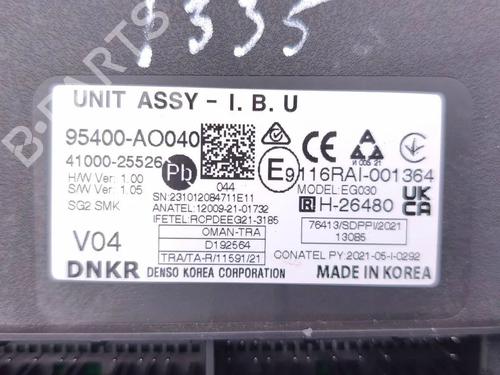 1335
UNIT ASSY - I. B. U
95400-AO040
41000-25526
Pb
H/W Ver: 1.00
S/W Ver: 1.05
SG2 SMK
044
SN:231012084711E11
ANATEL:12009-21-01732
IFETEL:RCPDEEG21-3185
E9 116RAI-001364
MODEL:EG030
R H-26480
UK CA
76413/SDPPI/2021
13085
V04
OMAN-TRA
D192564
TRA/TA-R/11591/21
CONATEL PY:2021-05-I-0292
DNKR DENSO KOREA CORPORATION
MADE IN KOREA
B-PARTS